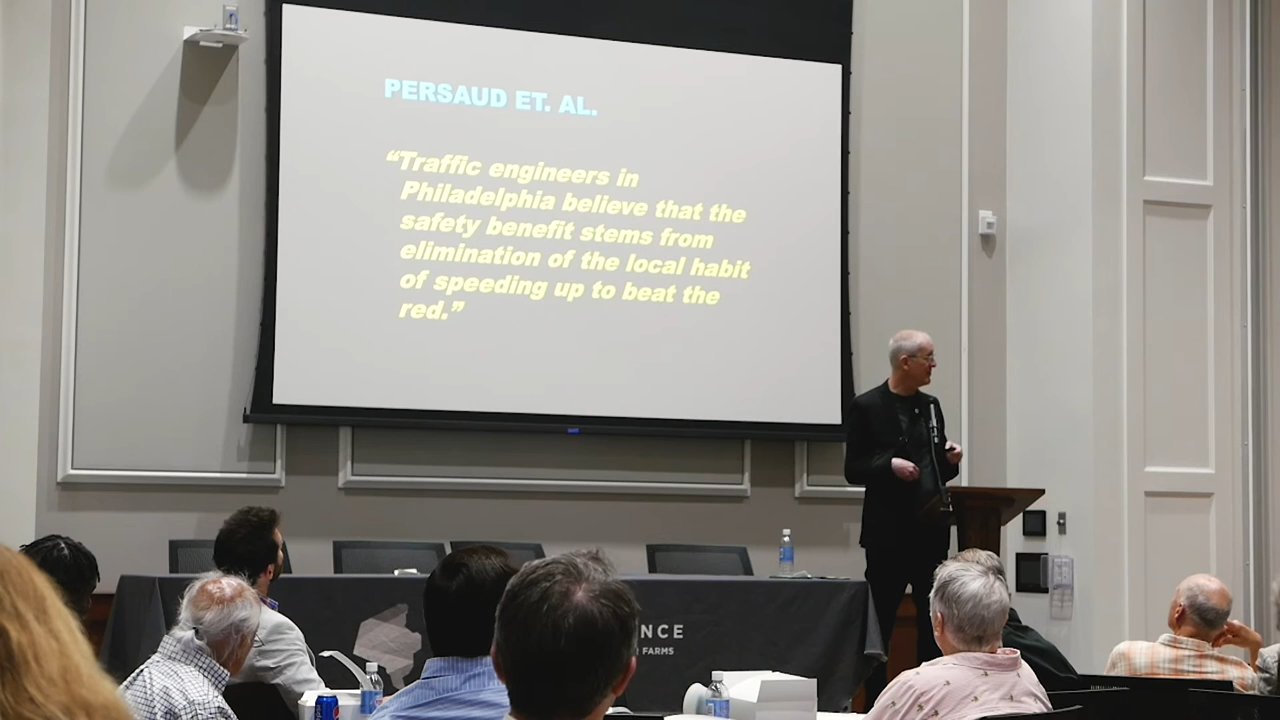 PERSAUD ET. AL.
“Traffic engineers in
Philadelphia believe that the
safety benefit stems from
elimination of the local habit
of speeding up to beat the
red.”
NCE
FARMS